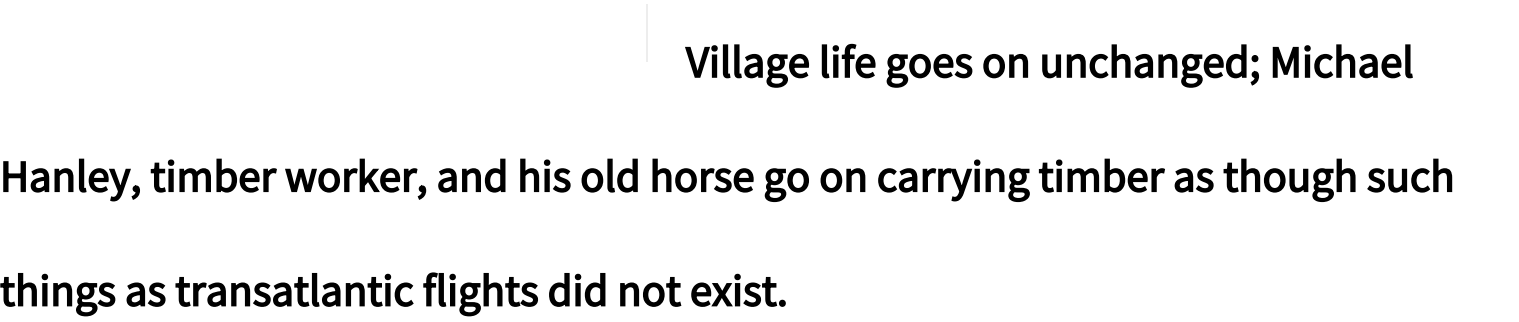 Village life goes on unchanged; Michael
Hanley, timber worker, and his old horse go on carrying timber as though such
things as transatlantic flights did not exist.